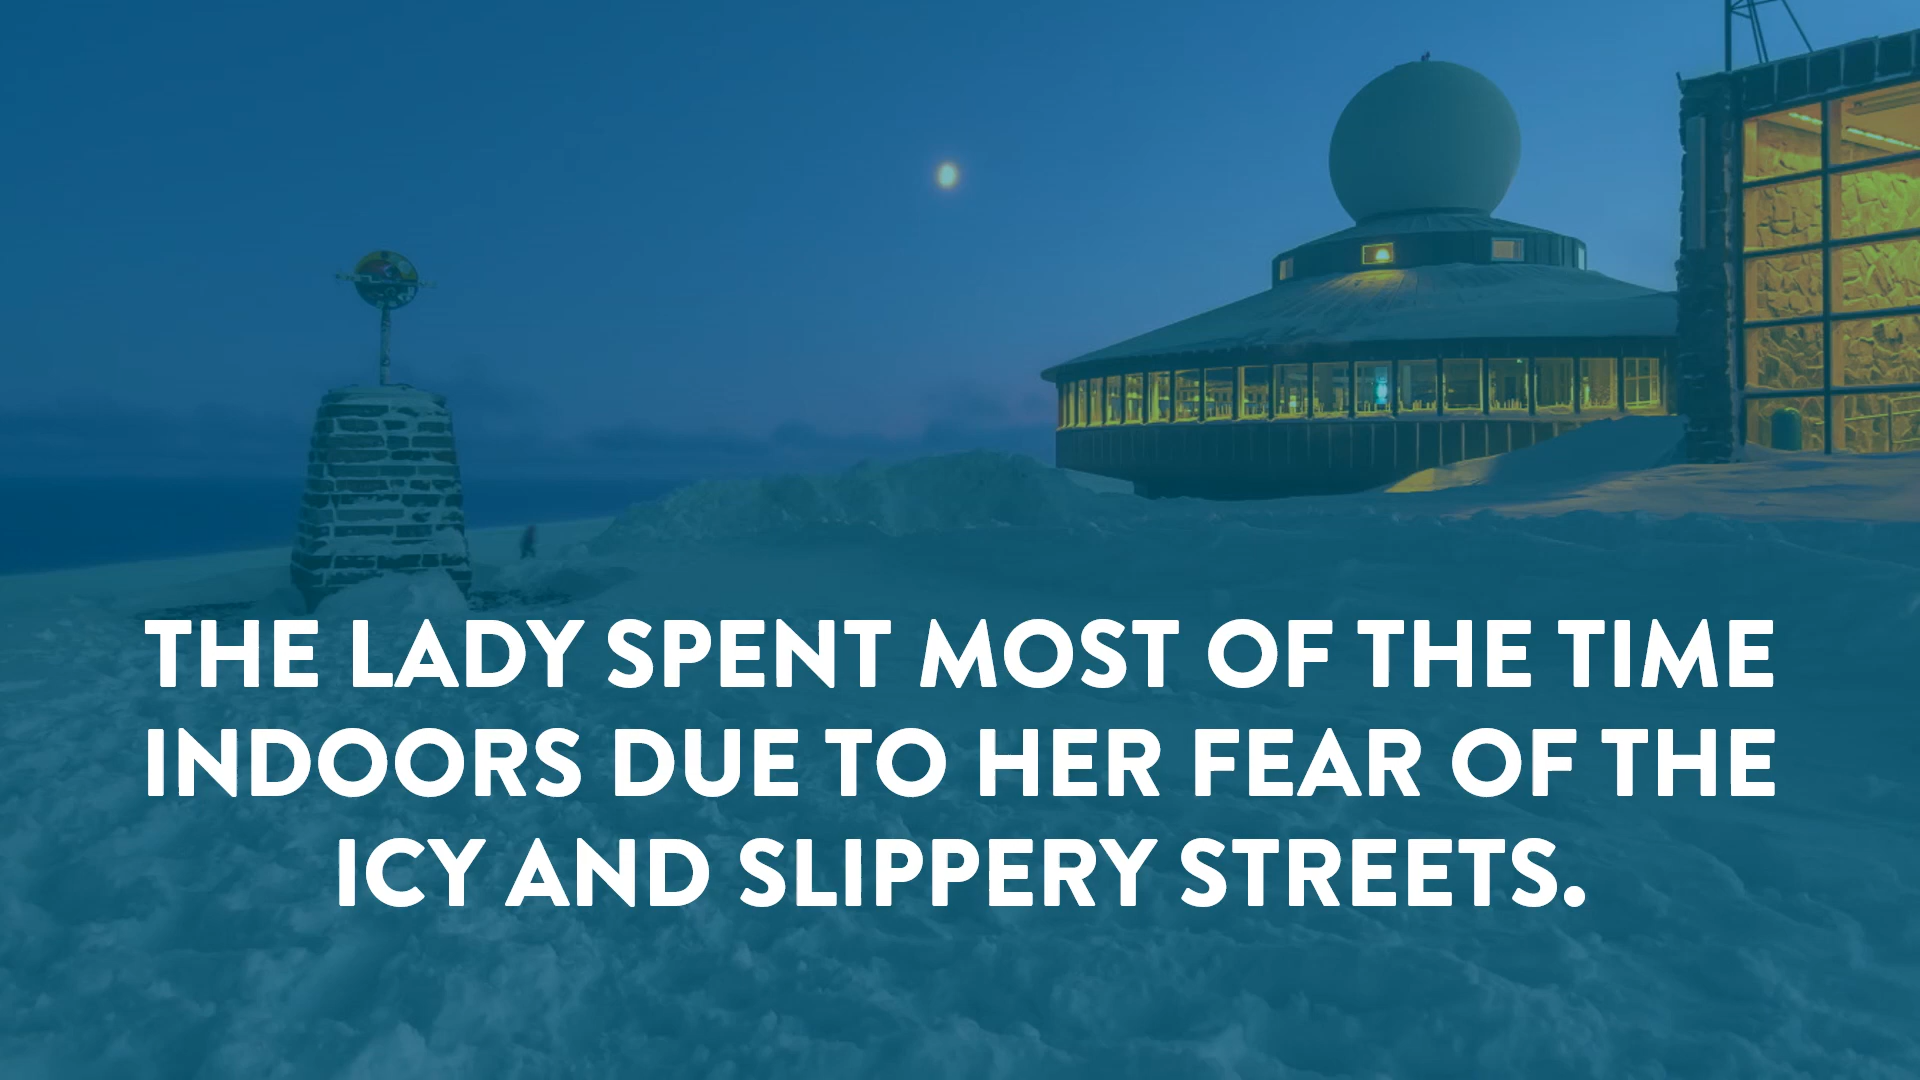 THE LADY SPENT MOST OF THE TIME
INDOORS DUE TO HER FEAR OF THE
ICY AND SLIPPERY STREETS.